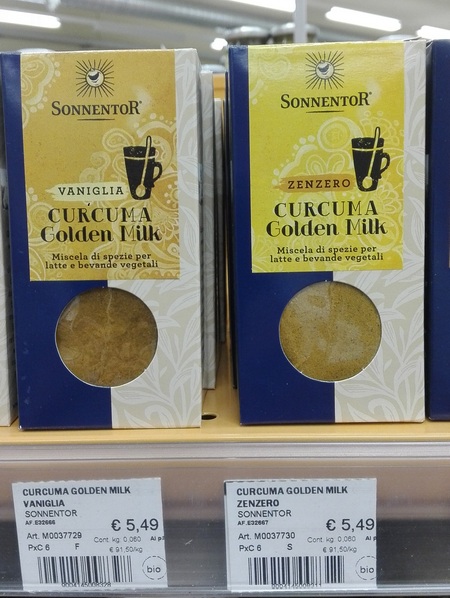 SONNENTOR®
VANIGLIA
CURCUMA
Golden Milk
Miscela di spezie per
latte e bevande vegetali
SONNENTOR®
ZENZERO
CURCUMA
Golden Milk
Miscela di spezie per
latte e bevande vegetali
CURCUMA GOLDEN MILK
VANIGLIA
SONNENTOR
AF.E32666
€ 5,49
Art. M0037729
Cont. kg. 0,060
PxC 6 F
€ 91,50/kg
bio
CURCUMA GOLDEN MILK
ZENZERO
SONNENTOR
AF.E32667
€ 5,49
Art. M0037730
Cont. kg. 0,060
PxC 6 S
€ 91,50/kg
bio